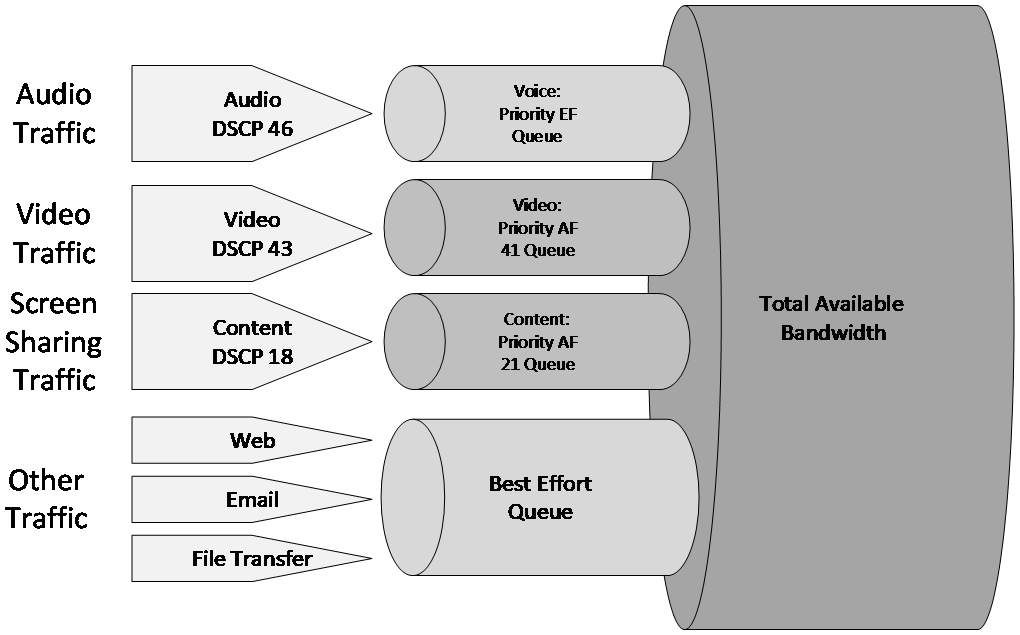 Audio
Traffic
Audio
DSCP 46
Voice:
Priority EF
Queue
Video
Traffic
Video
DSCP 43
Video:
Priority AF
41 Queue
Screen
Sharing
Traffic
Content
DSCP 18
Content:
Priority AF
21 Queue
Other
Traffic
Web
Email
File Transfer
Best Effort
Queue
Total Available
Bandwidth